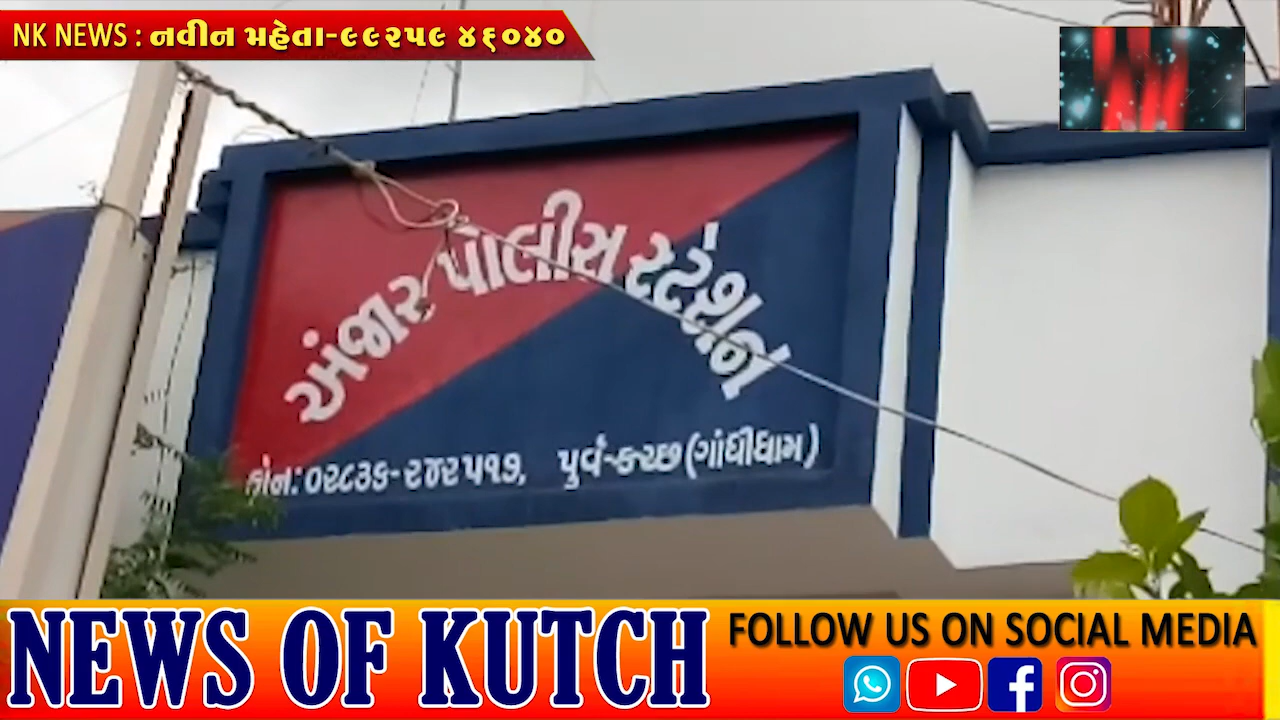 NK NEWS : નવીન મહેતા-૯૯૨૫૯ ૪૬૦૪૦
અંજાર પોલીસ સ્ટેશન
ફોન: ૦૨૮૩૬-૨૪૨૫૧૭, પુર્વ-કચ્છ (ગાંધીધામ)
NEWS OF KUTCH
FOLLOW US ON SOCIAL MEDIA